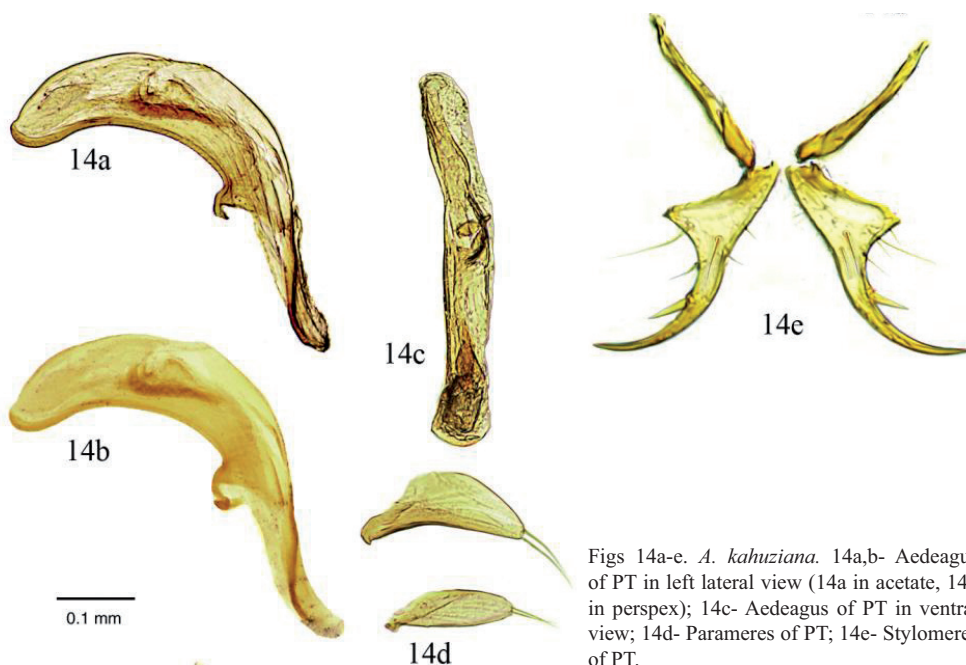 14a
14b
14c
14d
14e
0.1 mm
Figs 14a-e. A. kahuziana. 14a,b- Aedeagu
of PT in left lateral view (14a in acetate, 14
in perspex); 14c- Aedeagus of PT in ventra
view; 14d- Parameres of PT; 14e- Stylomere
of PT.